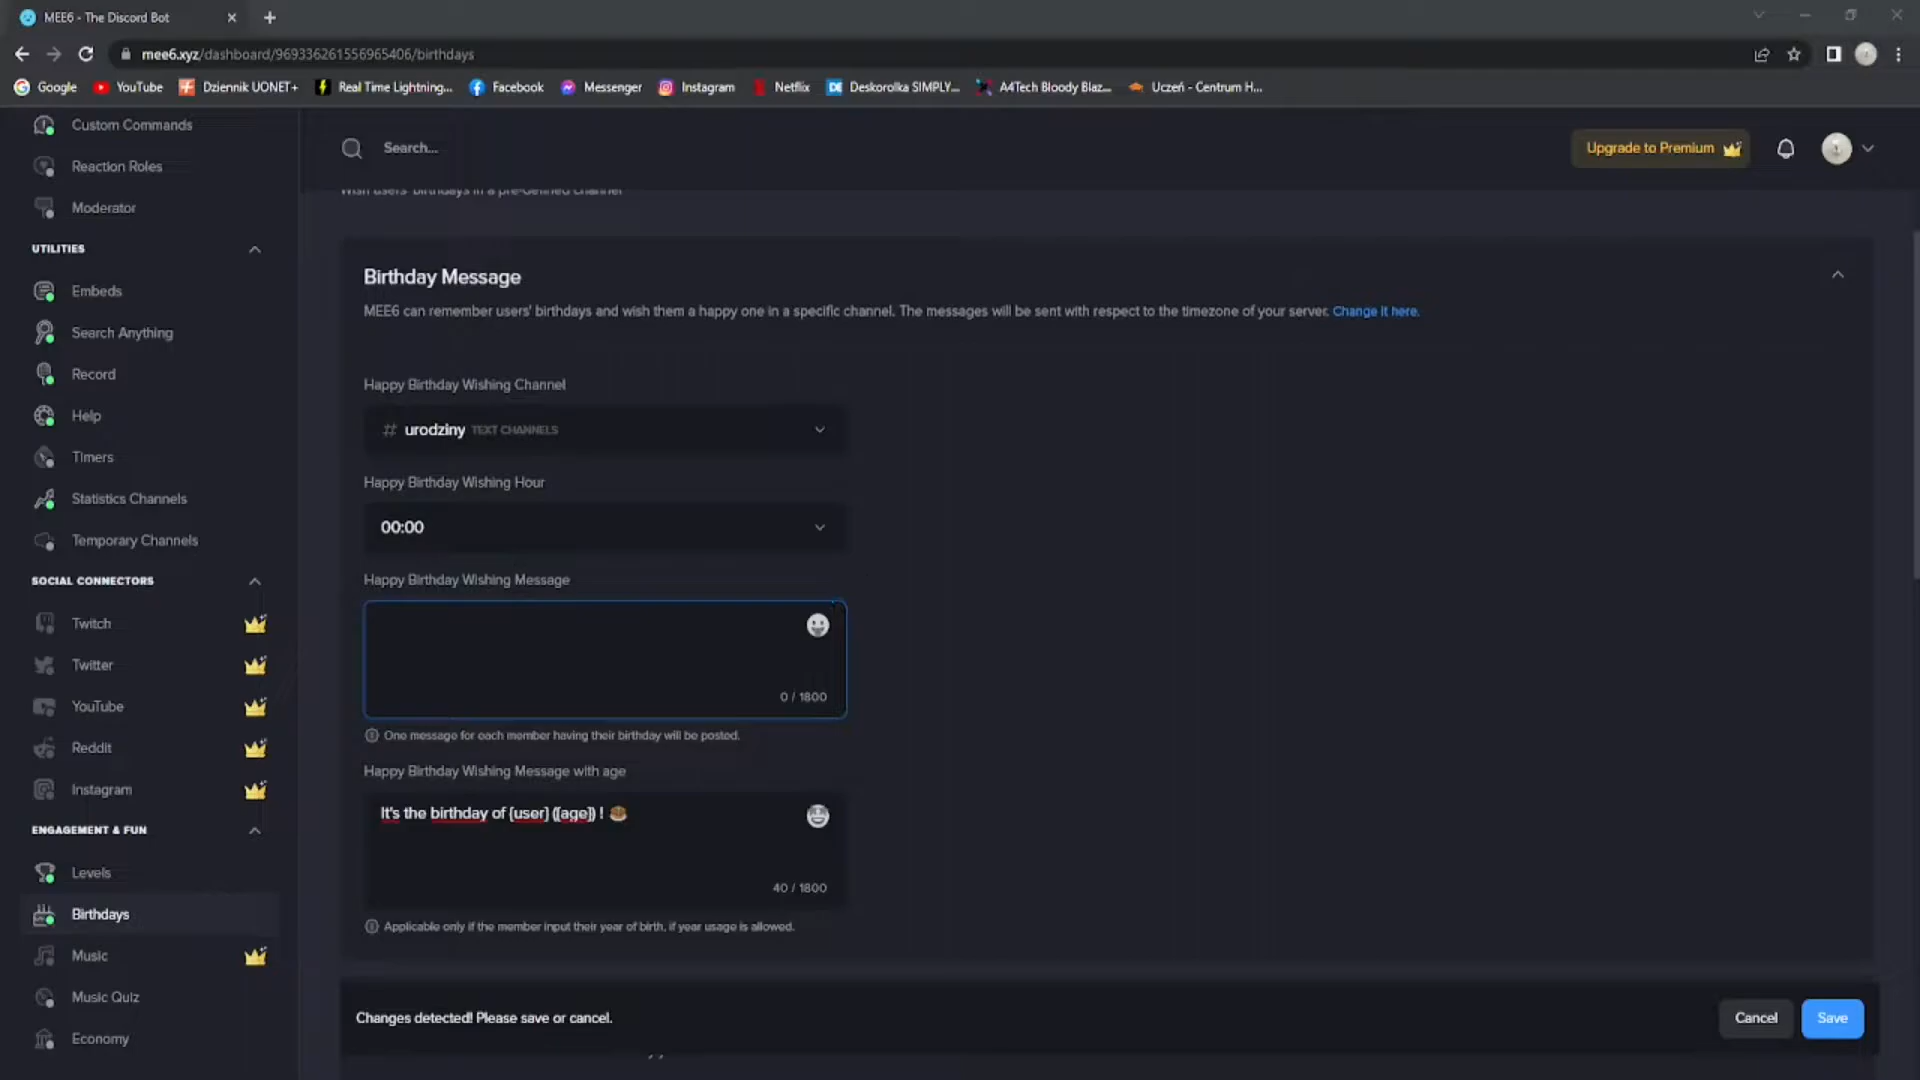 MEE6 - The Discord Bot
mee6.xyz/dashboard/969336261556965406/birthdays
Google YouTube Dziennik UONET+ Real Time Lightning... Facebook Messenger Instagram Netflix Deskorolka SIMPLY... A4Tech Bloody Blaz... Uczeń - Centrum H...
Custom Commands
Reaction Roles
Moderator
UTILITIES
Embeds
Search Anything
Record
Help
Timers
Statistics Channels
Temporary Channels
SOCIAL CONNECTORS
Twitch
Twitter
YouTube
Reddit
Instagram
ENGAGEMENT & FUN
Levels
Birthdays
Music
Music Quiz
Economy
Search...
Upgrade to Premium
Wish users' birthdays in a pre-defined channel
Birthday Message
MEE6 can remember users' birthdays and wish them a happy one in a specific channel. The messages will be sent with respect to the timezone of your server. Change it here.
Happy Birthday Wishing Channel
# urodziny TEXT CHANNELS
Happy Birthday Wishing Hour
00:00
Happy Birthday Wishing Message
0 / 1800
One message for each member having their birthday will be posted.
Happy Birthday Wishing Message with age
It's the birthday of {user} ({age}) ! 🎂
40 / 1800
Applicable only if the member input their year of birth, if year usage is allowed.
Changes detected! Please save or cancel.
Cancel
Save